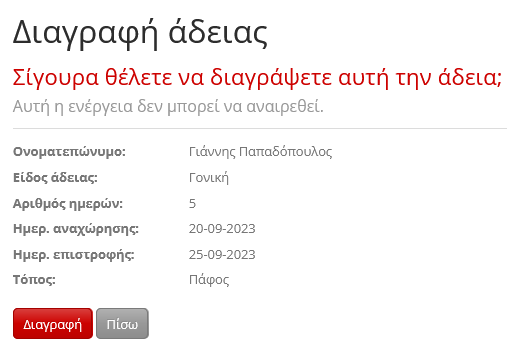 Διαγραφή άδειας
Σίγουρα θέλετε να διαγράψετε αυτή την άδεια;
Αυτή η ενέργεια δεν μπορεί να αναιρεθεί.
Ονοματεπώνυμο: Γιάννης Παπαδόπουλος
Είδος άδειας: Γονική
Αριθμός ημερών: 5
Ημερ. αναχώρησης: 20-09-2023
Ημερ. επιστροφής: 25-09-2023
Τόπος: Πάφος
Διαγραφή Πίσω